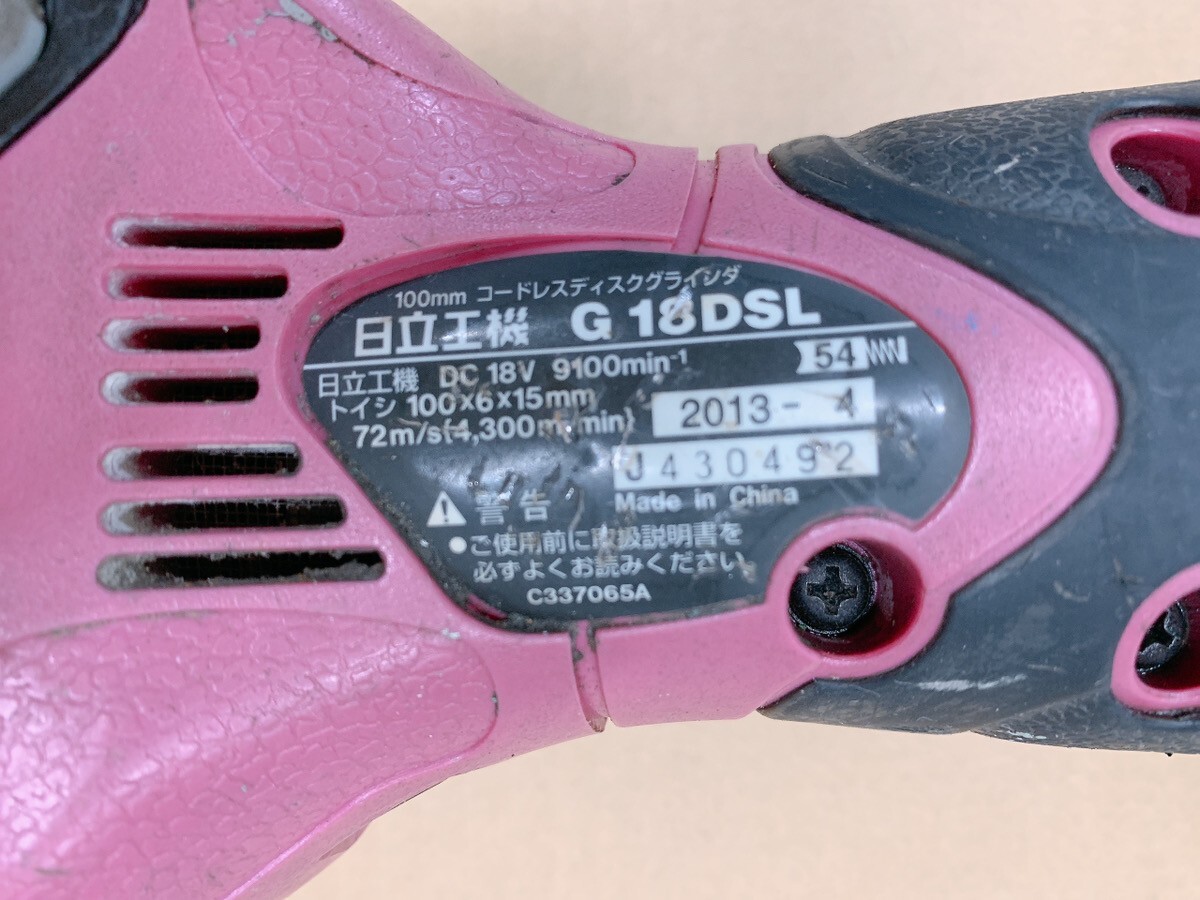 100mm コードレスディスクグラインダ
日立工機 G 18DSL
日立工機 DC 18V 9100min-¹ 54
トイシ 100×6×15mm 2013- 4
72m/s{4,300m/min} J430492
警告 Made in China
●ご使用前に取扱説明書を
必ずよくお読みください
C337065A